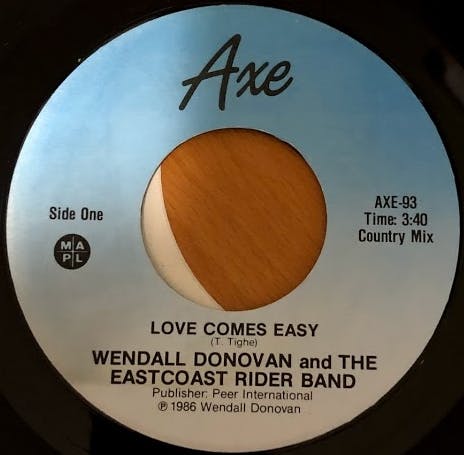 Axe
Side One
M A
P L
AXE-93
Time: 3:40
Country Mix
LOVE COMES EASY
(T. Tighe)
WENDALL DONOVAN and THE
EASTCOAST RIDER BAND
Publisher: Peer International
℗ 1986 Wendall Donovan